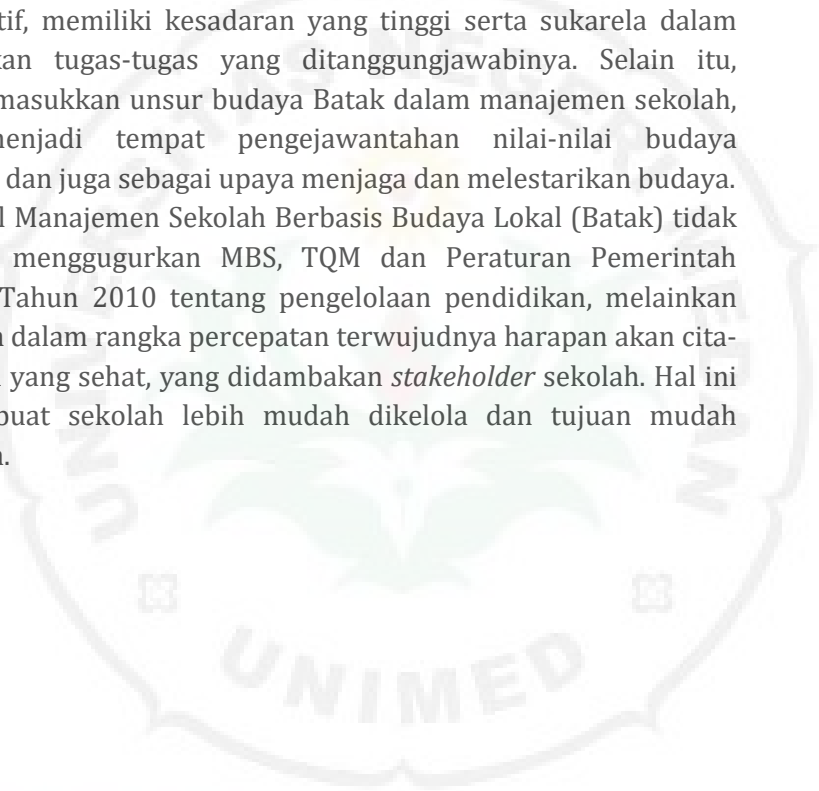 tif, memiliki kesadaran yang tinggi serta sukarela dalam
kan tugas-tugas yang ditanggungjawabinya. Selain itu,
masukkan unsur budaya Batak dalam manajemen sekolah,
menjadi tempat pengejawantahan nilai-nilai budaya
dan juga sebagai upaya menjaga dan melestarikan budaya.
l Manajemen Sekolah Berbasis Budaya Lokal (Batak) tidak
menggugurkan MBS, TQM dan Peraturan Pemerintah
Tahun 2010 tentang pengelolaan pendidikan, melainkan
n dalam rangka percepatan terwujudnya harapan akan cita-
i yang sehat, yang didambakan stakeholder sekolah. Hal ini
buat sekolah lebih mudah dikelola dan tujuan mudah
n.
UNIVERSITAS NEGERI MEDAN
UNIMED